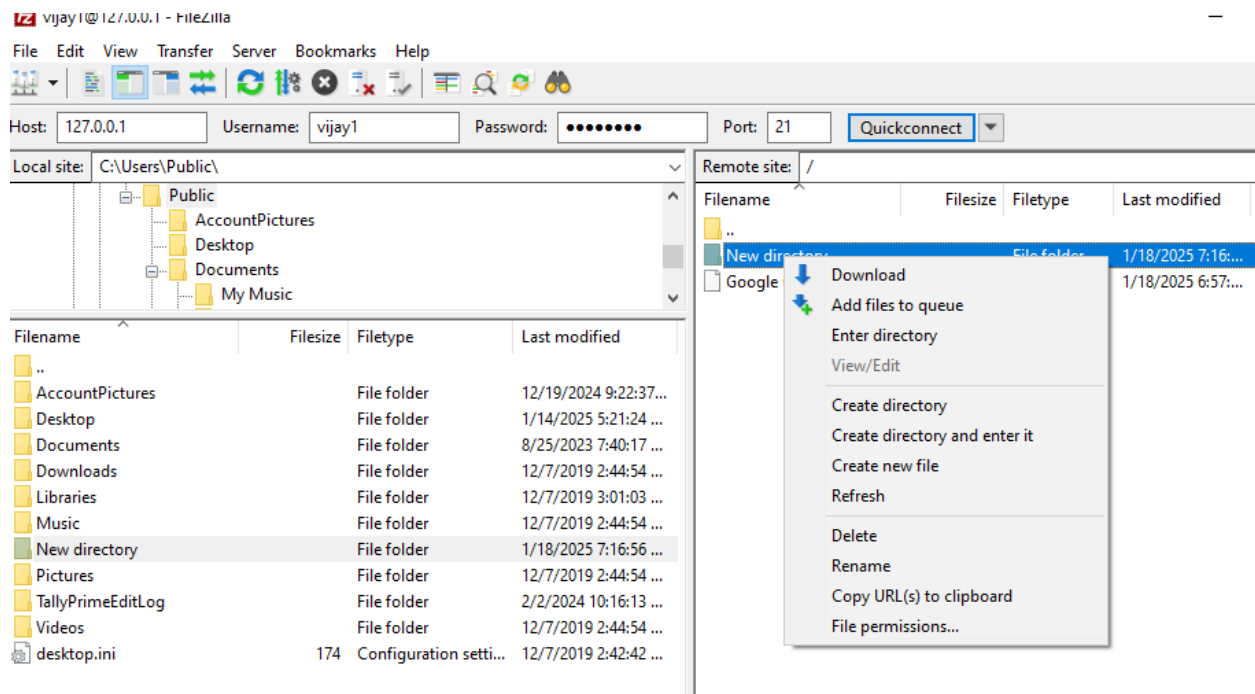 vijay1@127.0.0.1 - FileZilla
File Edit View Transfer Server Bookmarks Help
Host: 127.0.0.1 Username: vijay1 Password: ●●●●●●●● Port: 21 Quickconnect
Local site: C:\Users\Public\
Public
AccountPictures
Desktop
Documents
My Music
Filename Filesize Filetype Last modified
..
AccountPictures File folder 12/19/2024 9:22:37...
Desktop File folder 1/14/2025 5:21:24 ...
Documents File folder 8/25/2023 7:40:17 ...
Downloads File folder 12/7/2019 2:44:54 ...
Libraries File folder 12/7/2019 3:01:03 ...
Music File folder 12/7/2019 2:44:54 ...
New directory File folder 1/18/2025 7:16:56 ...
Pictures File folder 12/7/2019 2:44:54 ...
TallyPrimeEditLog File folder 2/2/2024 10:16:13 ...
Videos File folder 12/7/2019 2:44:54 ...
desktop.ini 174 Configuration setti... 12/7/2019 2:42:42 ...
Remote site: /
Filename Filesize Filetype Last modified
..
New directory File folder 1/18/2025 7:16:...
Google 1/18/2025 6:57:...
Download
Add files to queue
Enter directory
View/Edit
Create directory
Create directory and enter it
Create new file
Refresh
Delete
Rename
Copy URL(s) to clipboard
File permissions...